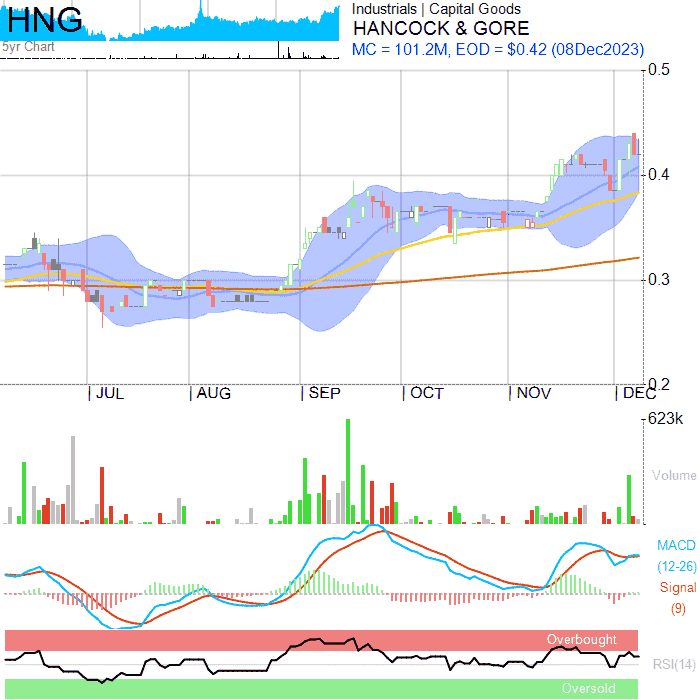 HNG
5yr Chart
Industrials | Capital Goods
HANCOCK & GORE
MC = 101.2M, EOD = $0.42 (08Dec2023)
0.5
0.4
0.3
0.2
JUL AUG SEP OCT NOV DEC
623k
Volume
MACD
(12-26)
Signal
(9)
Overbought
RSI(14)
Oversold